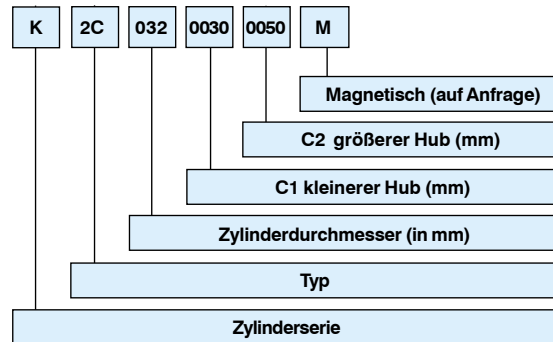 K 2C 032 0030 0050 M
Magnetisch (auf Anfrage)
C2 größerer Hub (mm)
C1 kleinerer Hub (mm)
Zylinderdurchmesser (in mm)
Typ
Zylinderserie